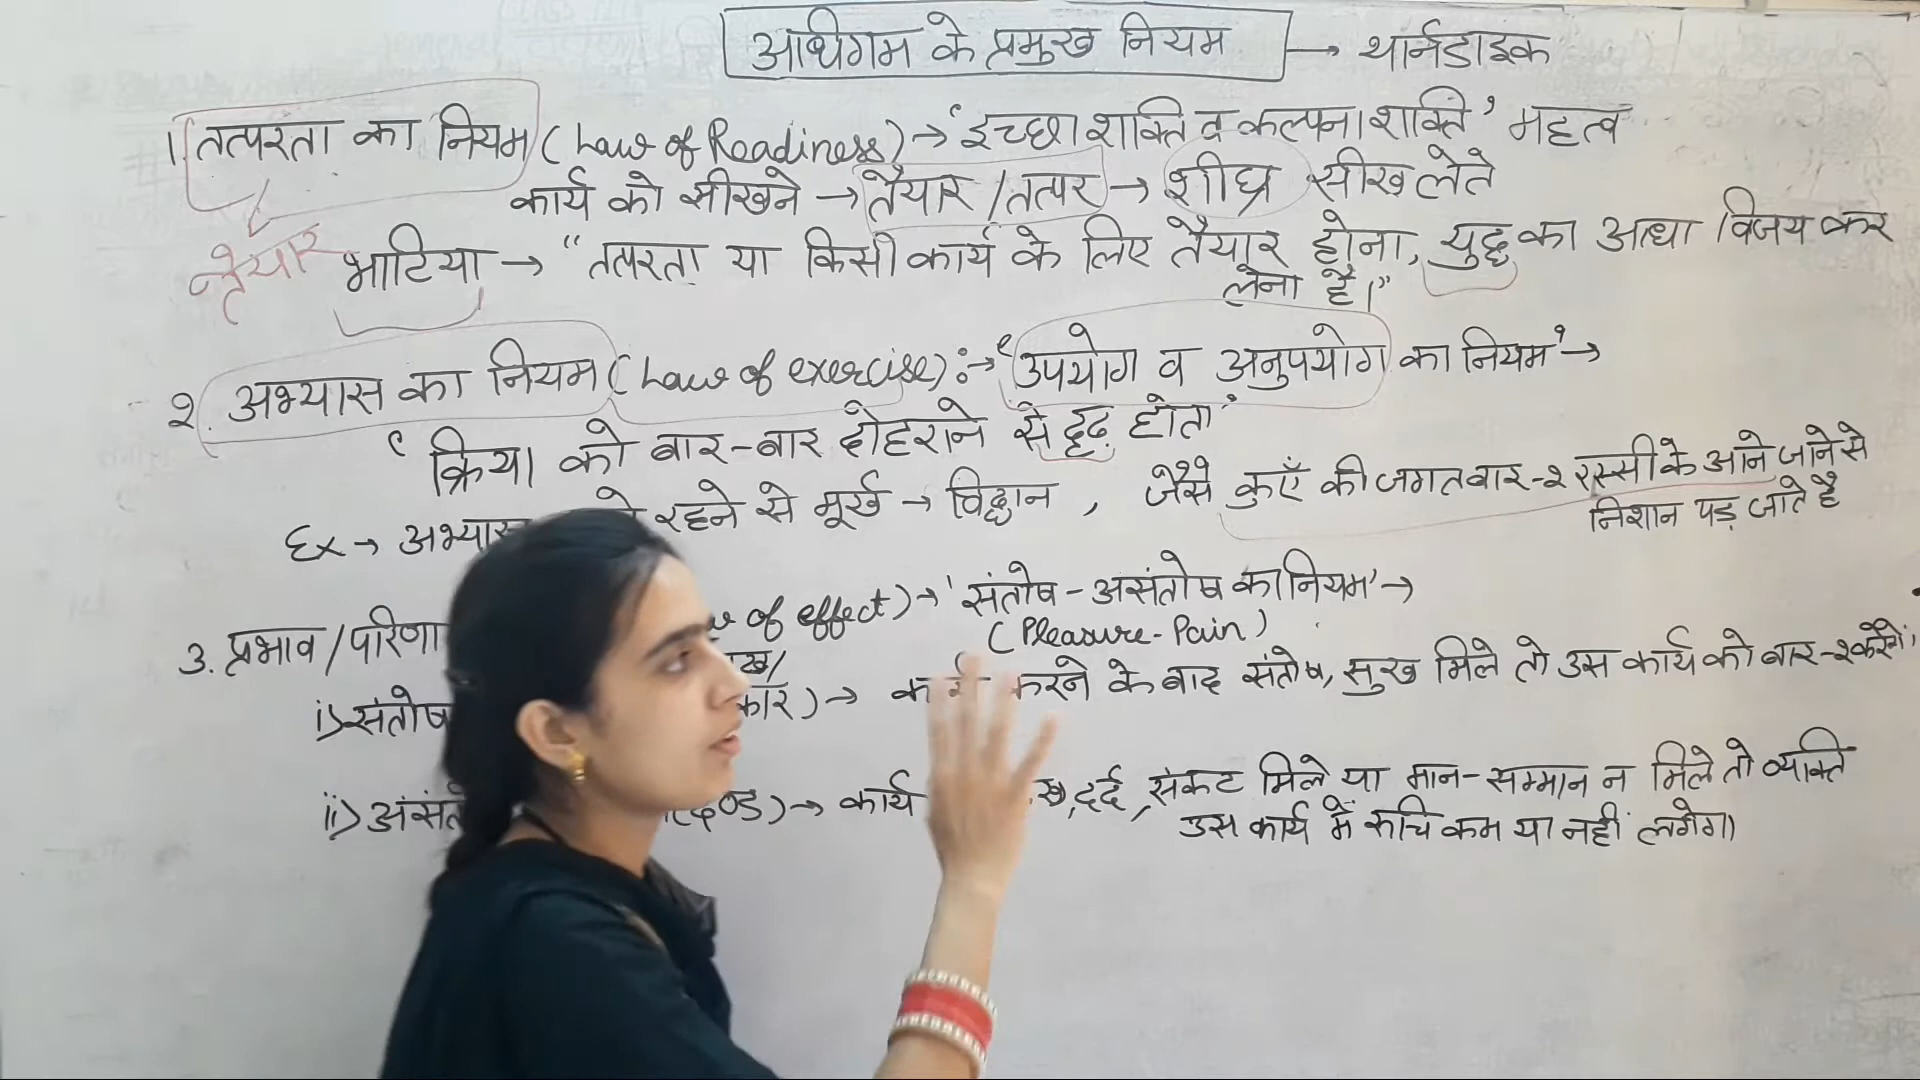 अधिगम के प्रमुख नियम → थार्नडाइक
1. तत्परता का नियम (Law of Readiness) → 'इच्छा शक्ति व कल्पना शक्ति' महत्व
कार्य को सीखने → तैयार / तत्पर → शीघ्र सीख लेते
तैयार
भाटिया → "तत्परता या किसी कार्य के लिए तैयार होना, युद्ध का आधा विजय कर
लेना है।"
2. अभ्यास का नियम (Law of exercise) :→ 'उपयोग व अनुपयोग का नियम' →
'क्रिया को बार-बार दोहराने से दृढ़ होता'
Ex → अभ्यास रहने से मूर्ख → विद्वान , जैसे कुएँ की जगत बार-2 रस्सी के आने जाने से
निशान पड़ जाते है
3. प्रभाव / of effect) → 'संतोष - असंतोष का नियम' →
(Pleasure - Pain)
i) संतोष → करने के बाद संतोष, सुख मिले तो उस कार्य को बार-2 करेंगे,
ii) → कार्य दर्द, संकट मिले या मान-सम्मान न मिले तो व्यक्ति
उस कार्य में रुचि कम या नहीं लगेगा